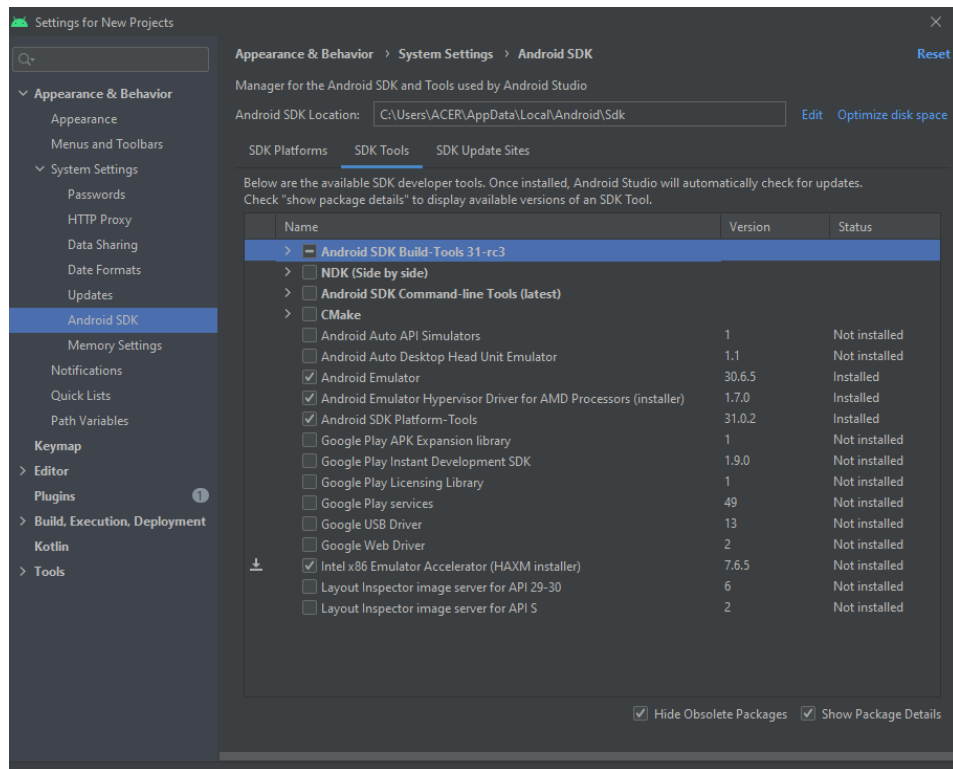 Settings for New Projects
Appearance & Behavior
Appearance
Menus and Toolbars
System Settings
Passwords
HTTP Proxy
Data Sharing
Date Formats
Updates
Android SDK
Memory Settings
Notifications
Quick Lists
Path Variables
Keymap
Editor
Plugins 1
Build, Execution, Deployment
Kotlin
Tools
Appearance & Behavior > System Settings > Android SDK Reset
Manager for the Android SDK and Tools used by Android Studio
Android SDK Location: C:\Users\ACER\AppData\Local\Android\Sdk Edit Optimize disk space
SDK Platforms SDK Tools SDK Update Sites
Below are the available SDK developer tools. Once installed, Android Studio will automatically check for updates.
Check "show package details" to display available versions of an SDK Tool.
Name Version Status
Android SDK Build-Tools 31-rc3
NDK (Side by side)
Android SDK Command-line Tools (latest)
CMake
Android Auto API Simulators 1 Not installed
Android Auto Desktop Head Unit Emulator 1.1 Not installed
Android Emulator 30.6.5 Installed
Android Emulator Hypervisor Driver for AMD Processors (installer) 1.7.0 Installed
Android SDK Platform-Tools 31.0.2 Installed
Google Play APK Expansion library 1 Not installed
Google Play Instant Development SDK 1.9.0 Not installed
Google Play Licensing Library 1 Not installed
Google Play services 49 Not installed
Google USB Driver 13 Not installed
Google Web Driver 2 Not installed
Intel x86 Emulator Accelerator (HAXM installer) 7.6.5 Not installed
Layout Inspector image server for API 29-30 6 Not installed
Layout Inspector image server for API S 2 Not installed
Hide Obsolete Packages Show Package Details